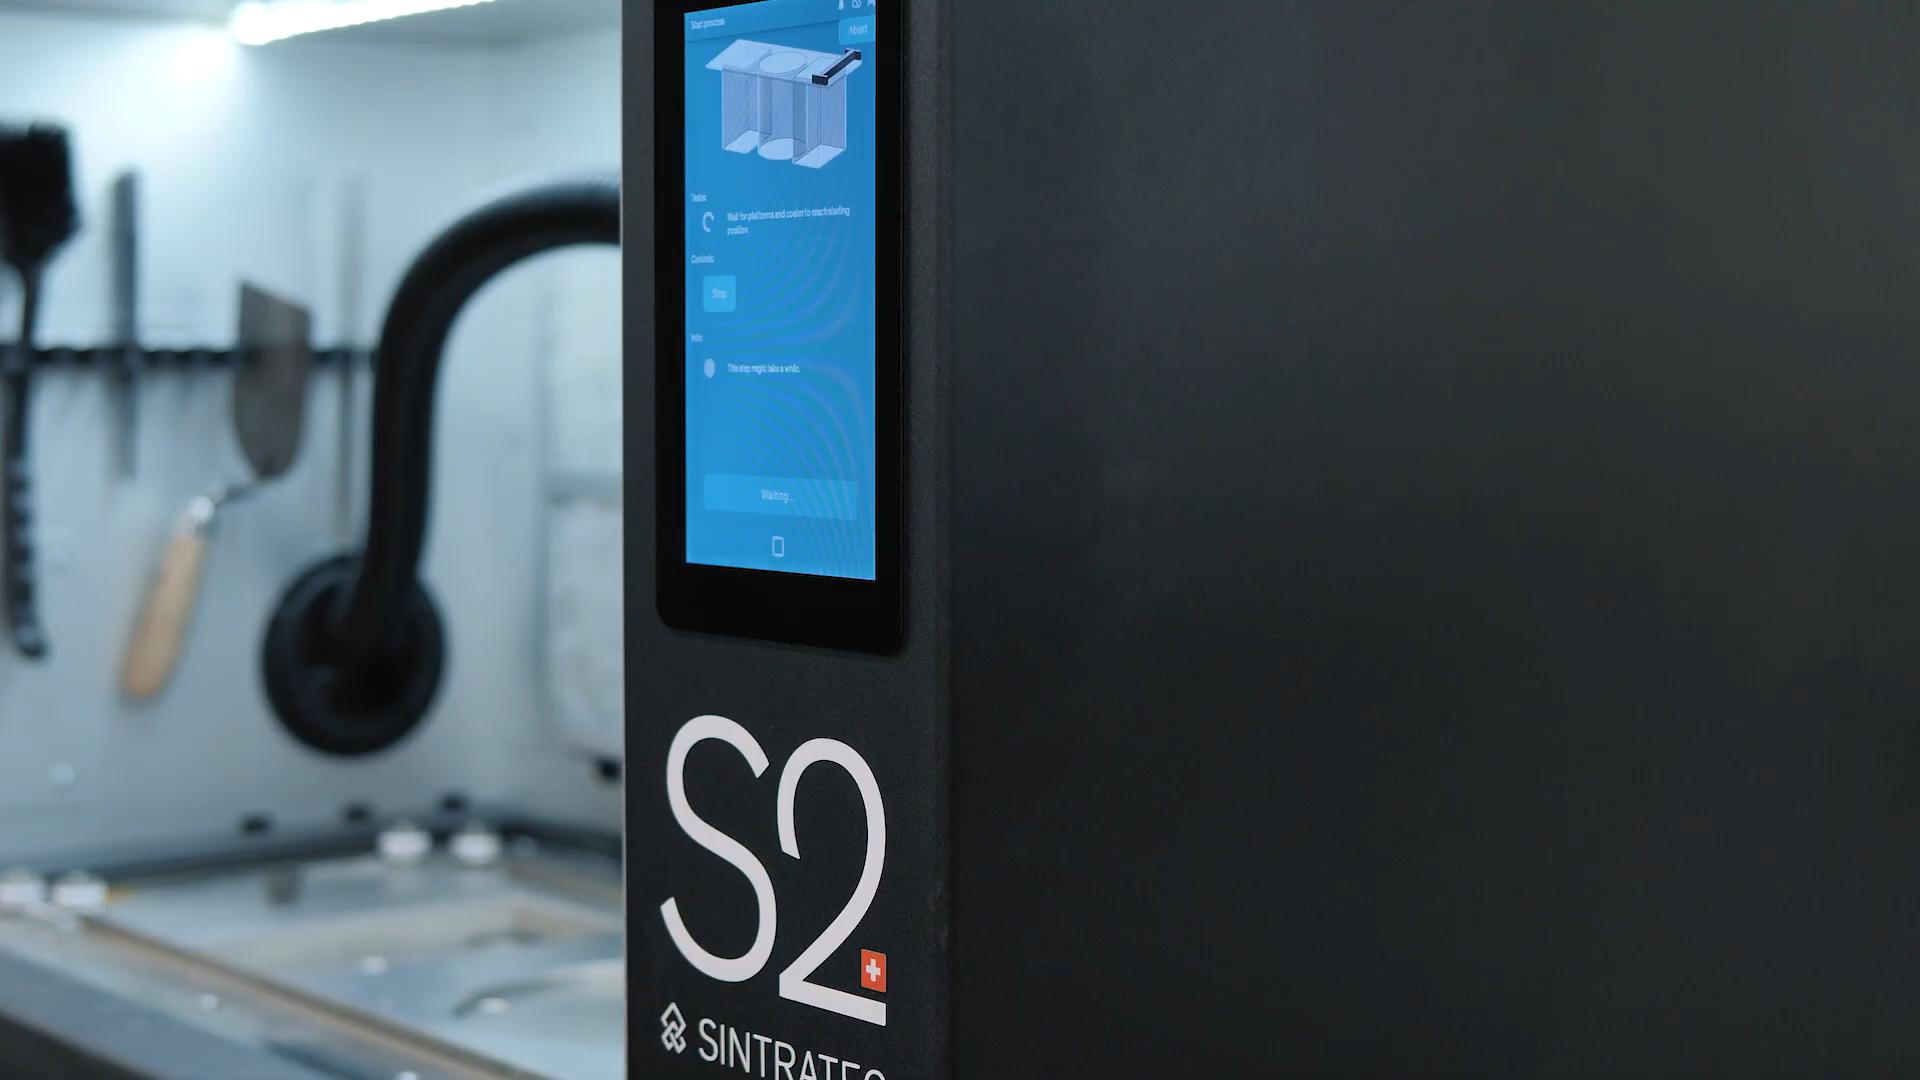 Start process
Abort
Tasks:
Wait for platforms and coater to reach starting
position
Controls:
Stop
Info:
This step might take a while.
Waiting...
S2
SINTRATEC